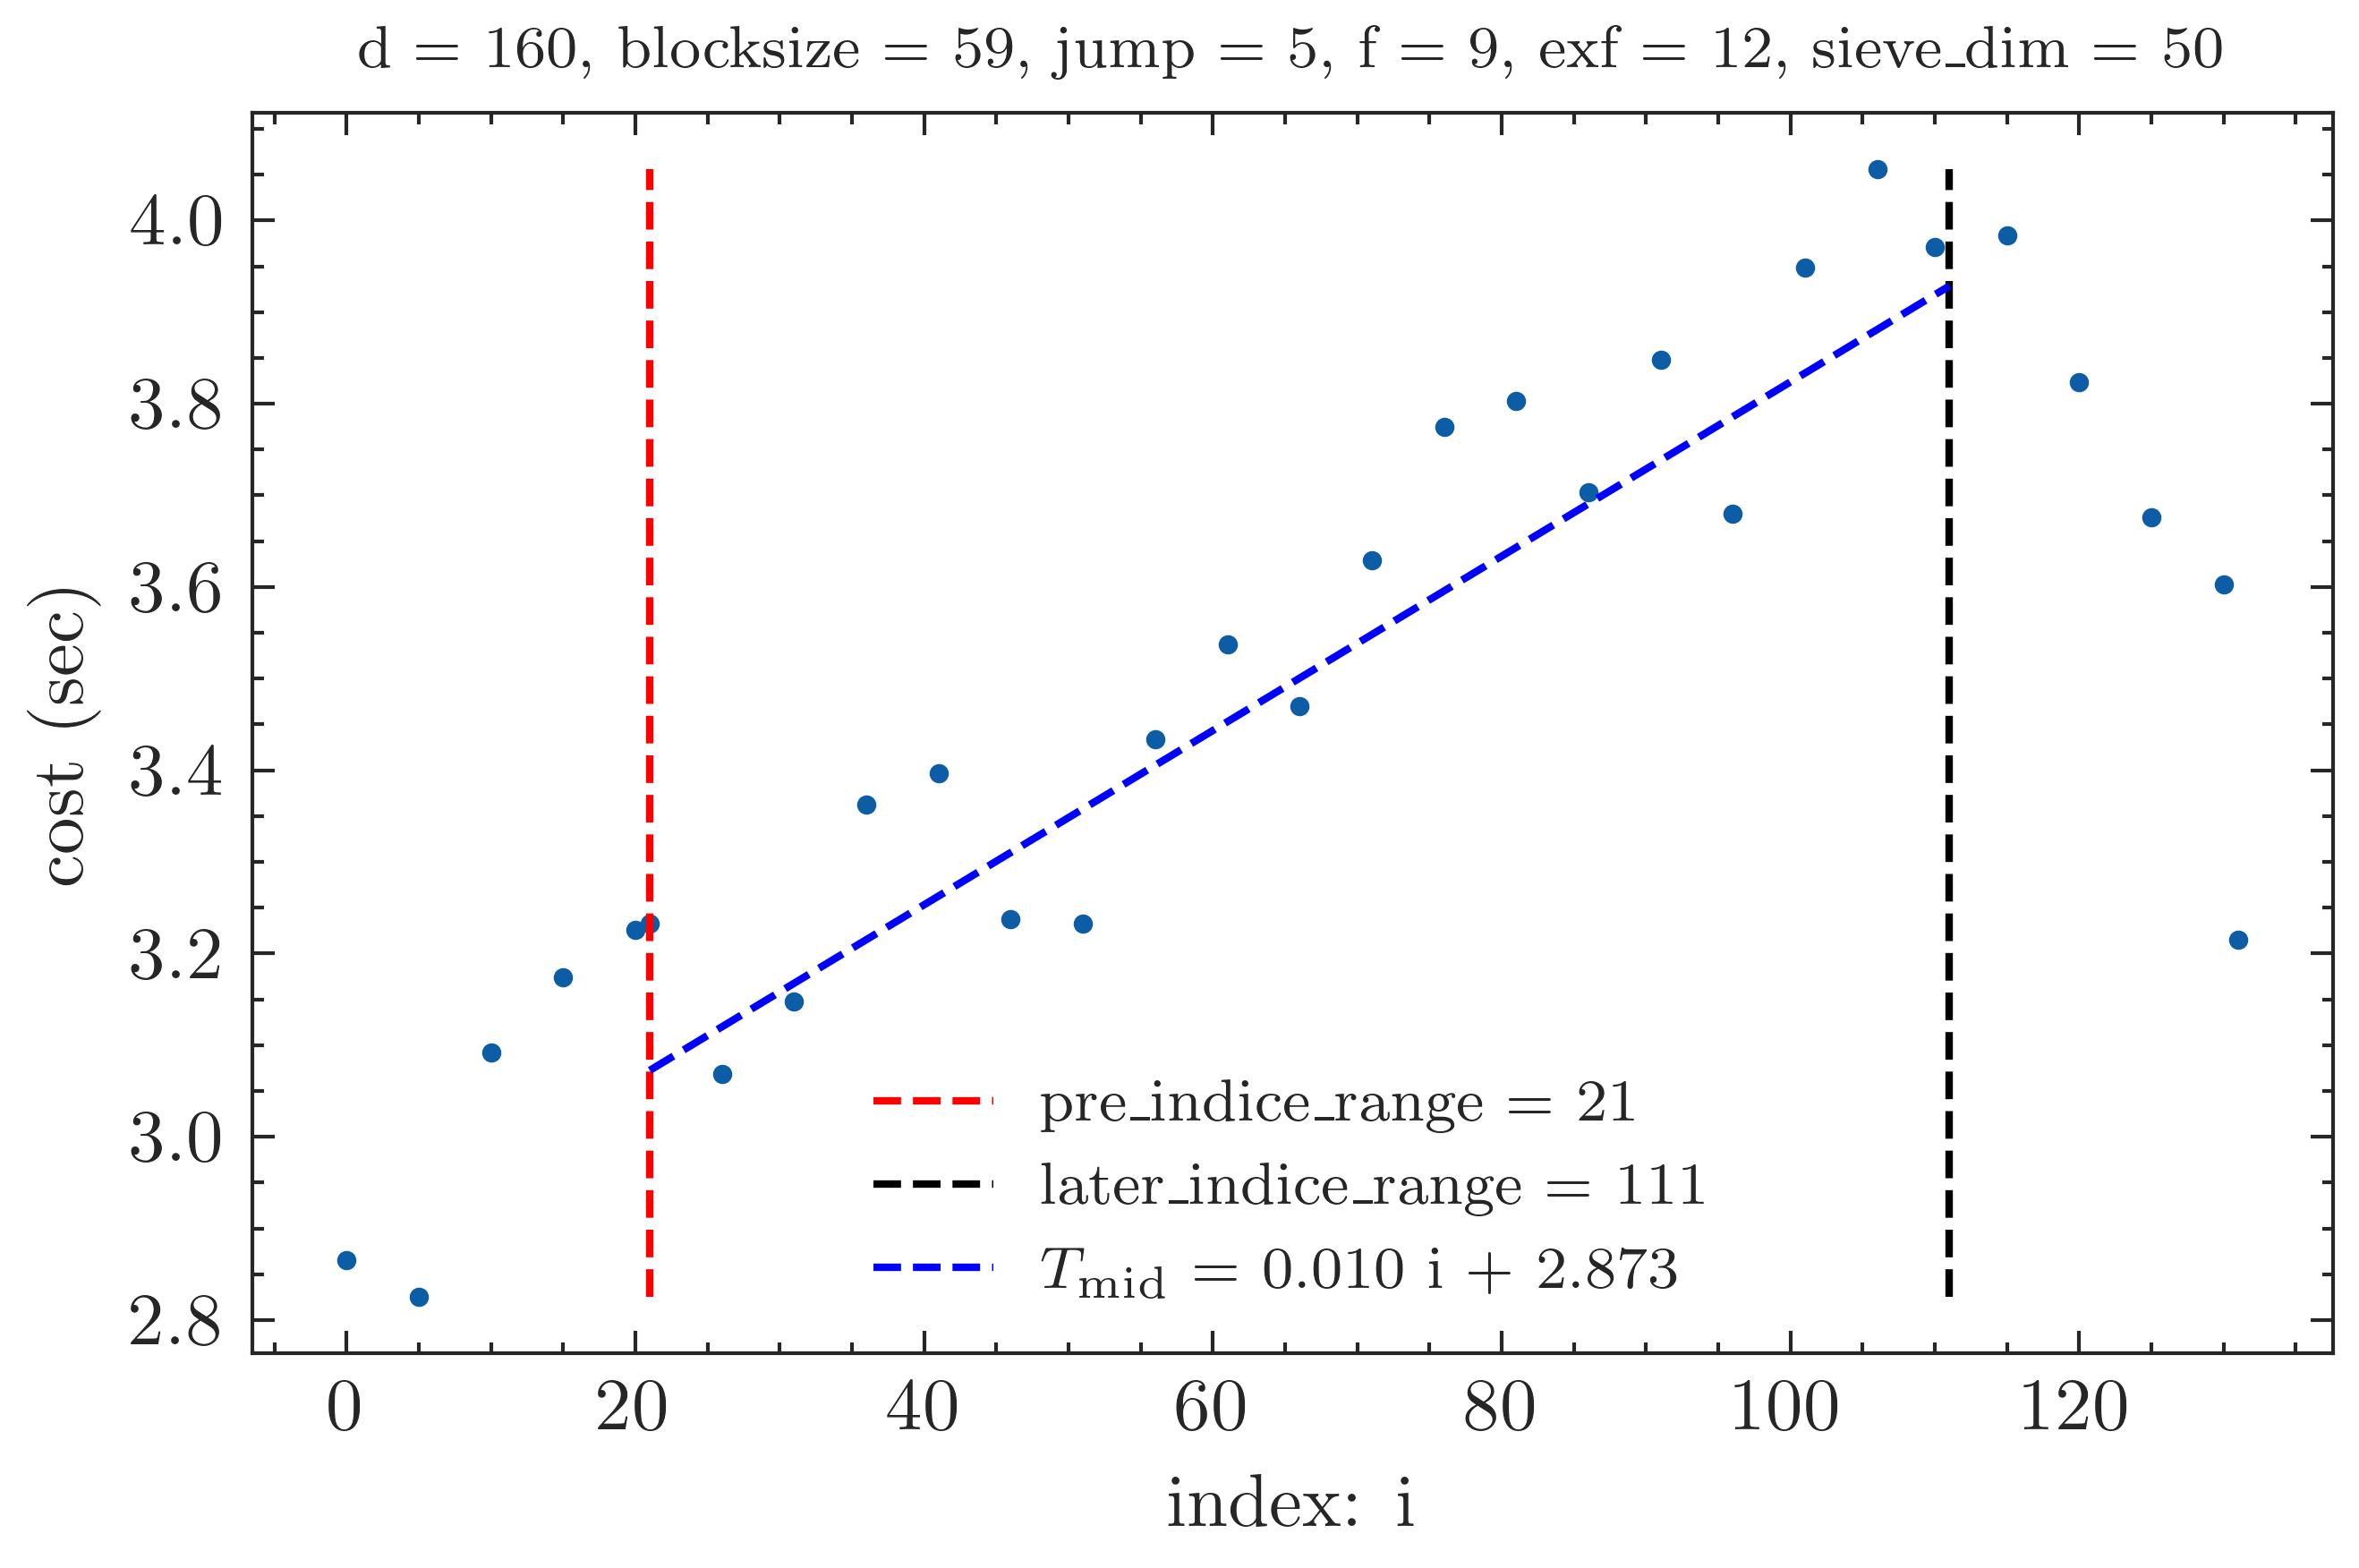 d = 160, blocksize = 59, jump = 5, f = 9, exf = 12, sieve_dim = 50
cost (sec)
4.0
3.8
3.6
3.4
3.2
3.0
2.8
pre_indice_range = 21
later_indice_range = 111
T_mid = 0.010 i + 2.873
0 20 40 60 80 100 120
index: i